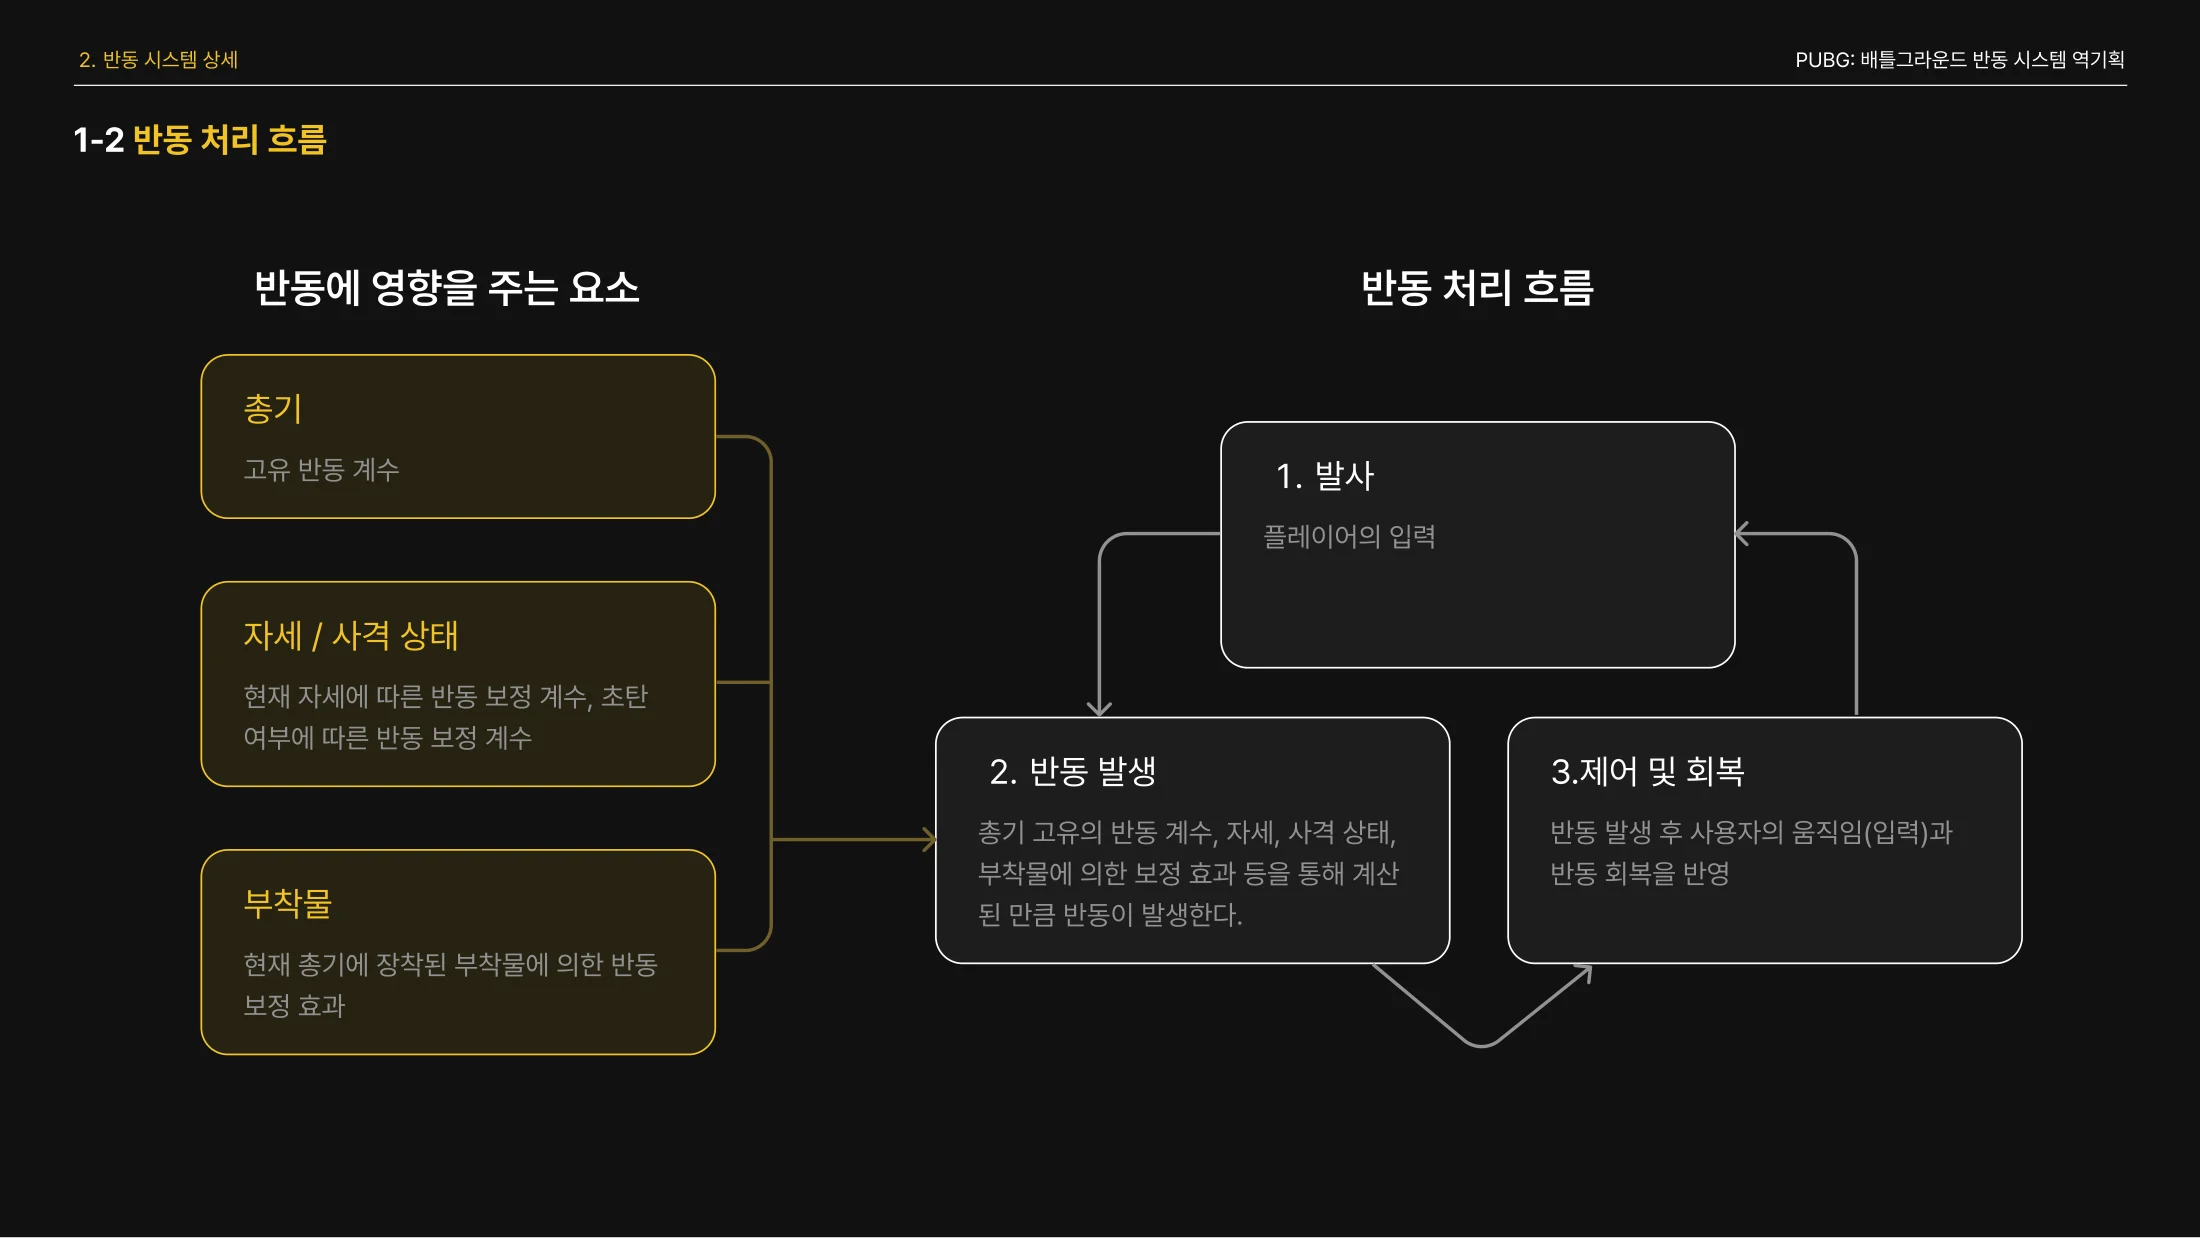 2. 반동 시스템 상세
PUBG: 배틀그라운드 반동 시스템 역기획
1-2 반동 처리 흐름
반동에 영향을 주는 요소
총기
고유 반동 계수
자세 / 사격 상태
현재 자세에 따른 반동 보정 계수, 초탄
여부에 따른 반동 보정 계수
부착물
현재 총기에 장착된 부착물에 의한 반동
보정 효과
반동 처리 흐름
1. 발사
플레이어의 입력
2. 반동 발생
총기 고유의 반동 계수, 자세, 사격 상태,
부착물에 의한 보정 효과 등을 통해 계산
된 만큼 반동이 발생한다.
3.제어 및 회복
반동 발생 후 사용자의 움직임(입력)과
반동 회복을 반영